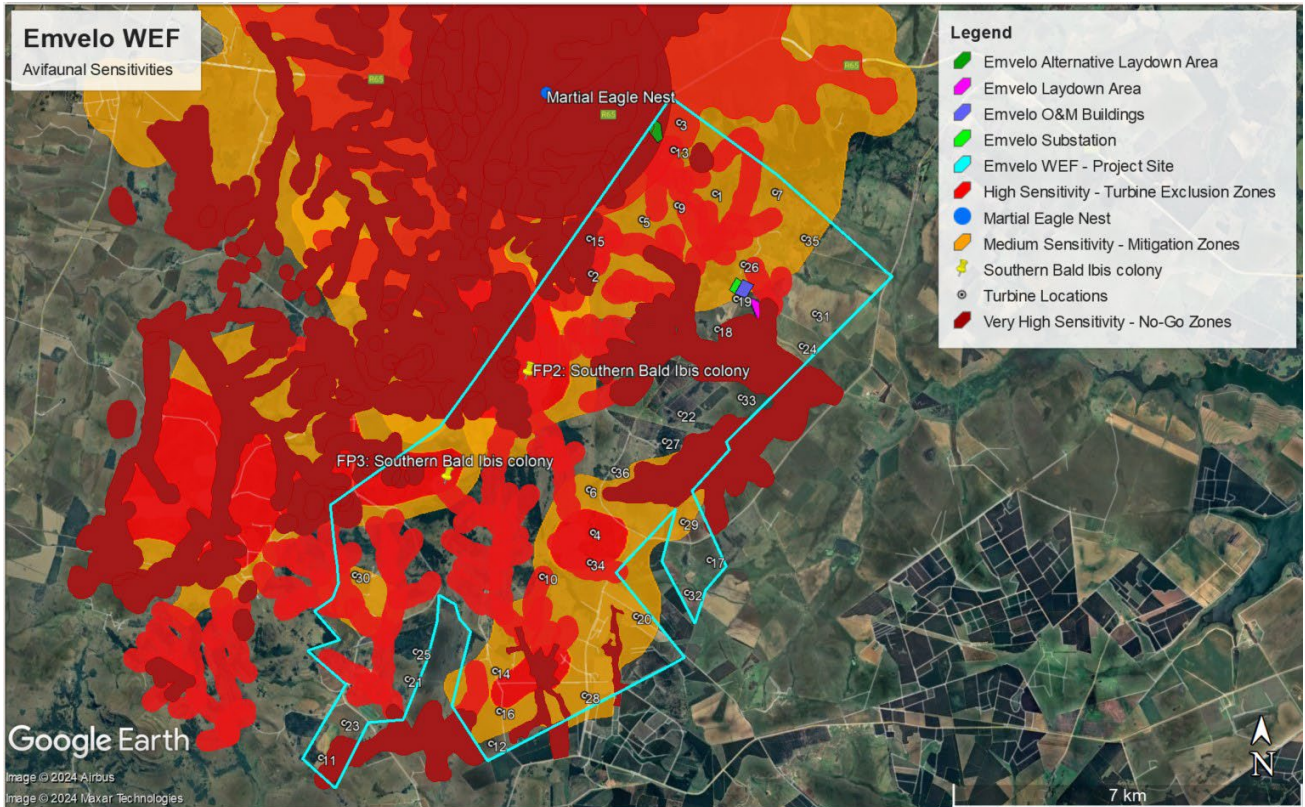 Emvelo WEF
Avifaunal Sensitivities
Legend
Emvelo Alternative Laydown Area
Emvelo Laydown Area
Emvelo O&M Buildings
Emvelo Substation
Emvelo WEF - Project Site
High Sensitivity - Turbine Exclusion Zones
Martial Eagle Nest
Medium Sensitivity - Mitigation Zones
Southern Bald Ibis colony
Turbine Locations
Very High Sensitivity - No-Go Zones
R65
R65
Martial Eagle Nest
R65
3
13
1
7
9
5
15
35
2
26
19
31
18
24
FP2: Southern Bald Ibis colony
33
22
27
FP3: Southern Bald Ibis colony
36
6
29
4
17
34
30
10
32
20
25
14
21
28
16
23
12
11
Google Earth
Image © 2024 Airbus
Image © 2024 Maxar Technologies
N
7 km